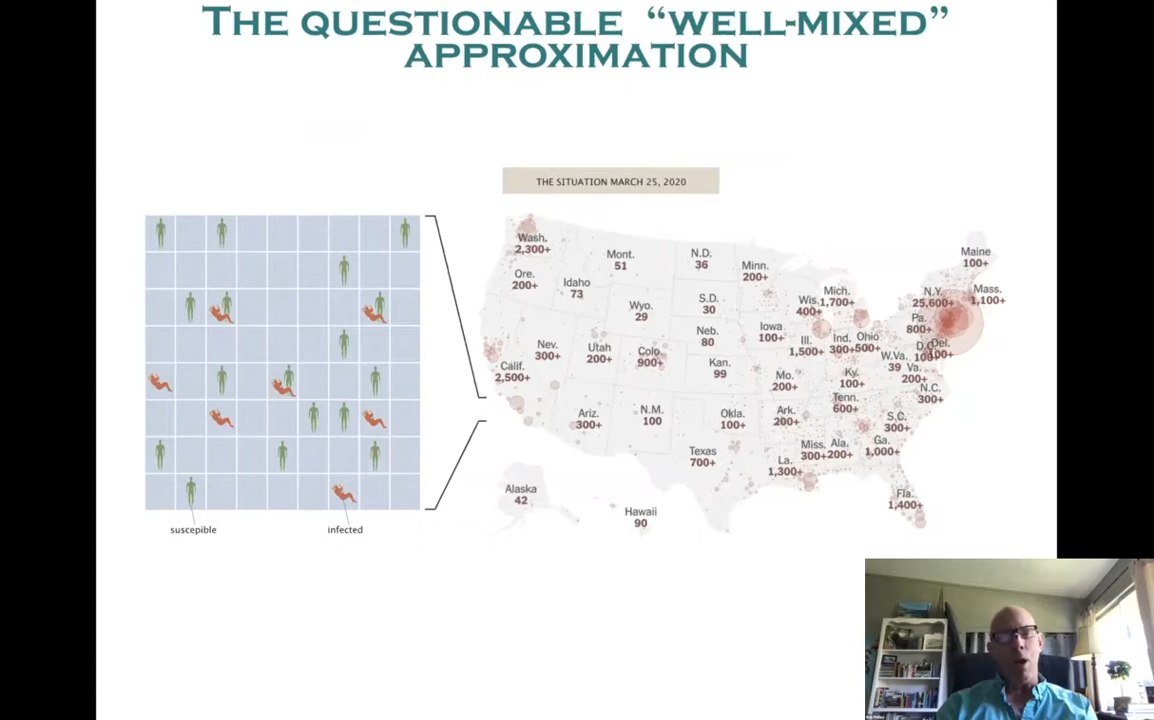 THE QUESTIONABLE “WELL-MIXED”
APPROXIMATION
THE SITUATION MARCH 25, 2020
suscepible
infected
Wash.
2,300+
Ore.
200+
Idaho
73
Mont.
51
N.D.
36
Minn.
200+
S.D.
30
Wyo.
29
Neb.
80
Iowa
100+
Wis.
400+
Mich.
1,700+
Ill.
1,500+
Ind.
300+
Ohio
500+
Maine
100+
N.Y.
25,600+
Mass.
1,100+
Pa.
800+
D.C.
100+
Del.
100+
W.Va.
39
Va.
200+
N.C.
300+
Calif.
2,500+
Nev.
300+
Utah
200+
Colo.
900+
Kan.
99
Mo.
200+
Ky.
100+
Tenn.
600+
S.C.
300+
Ariz.
300+
N.M.
100
Okla.
100+
Ark.
200+
Texas
700+
La.
1,300+
Miss.
300+
Ala.
200+
Ga.
1,000+
Fla.
1,400+
Alaska
42
Hawaii
90